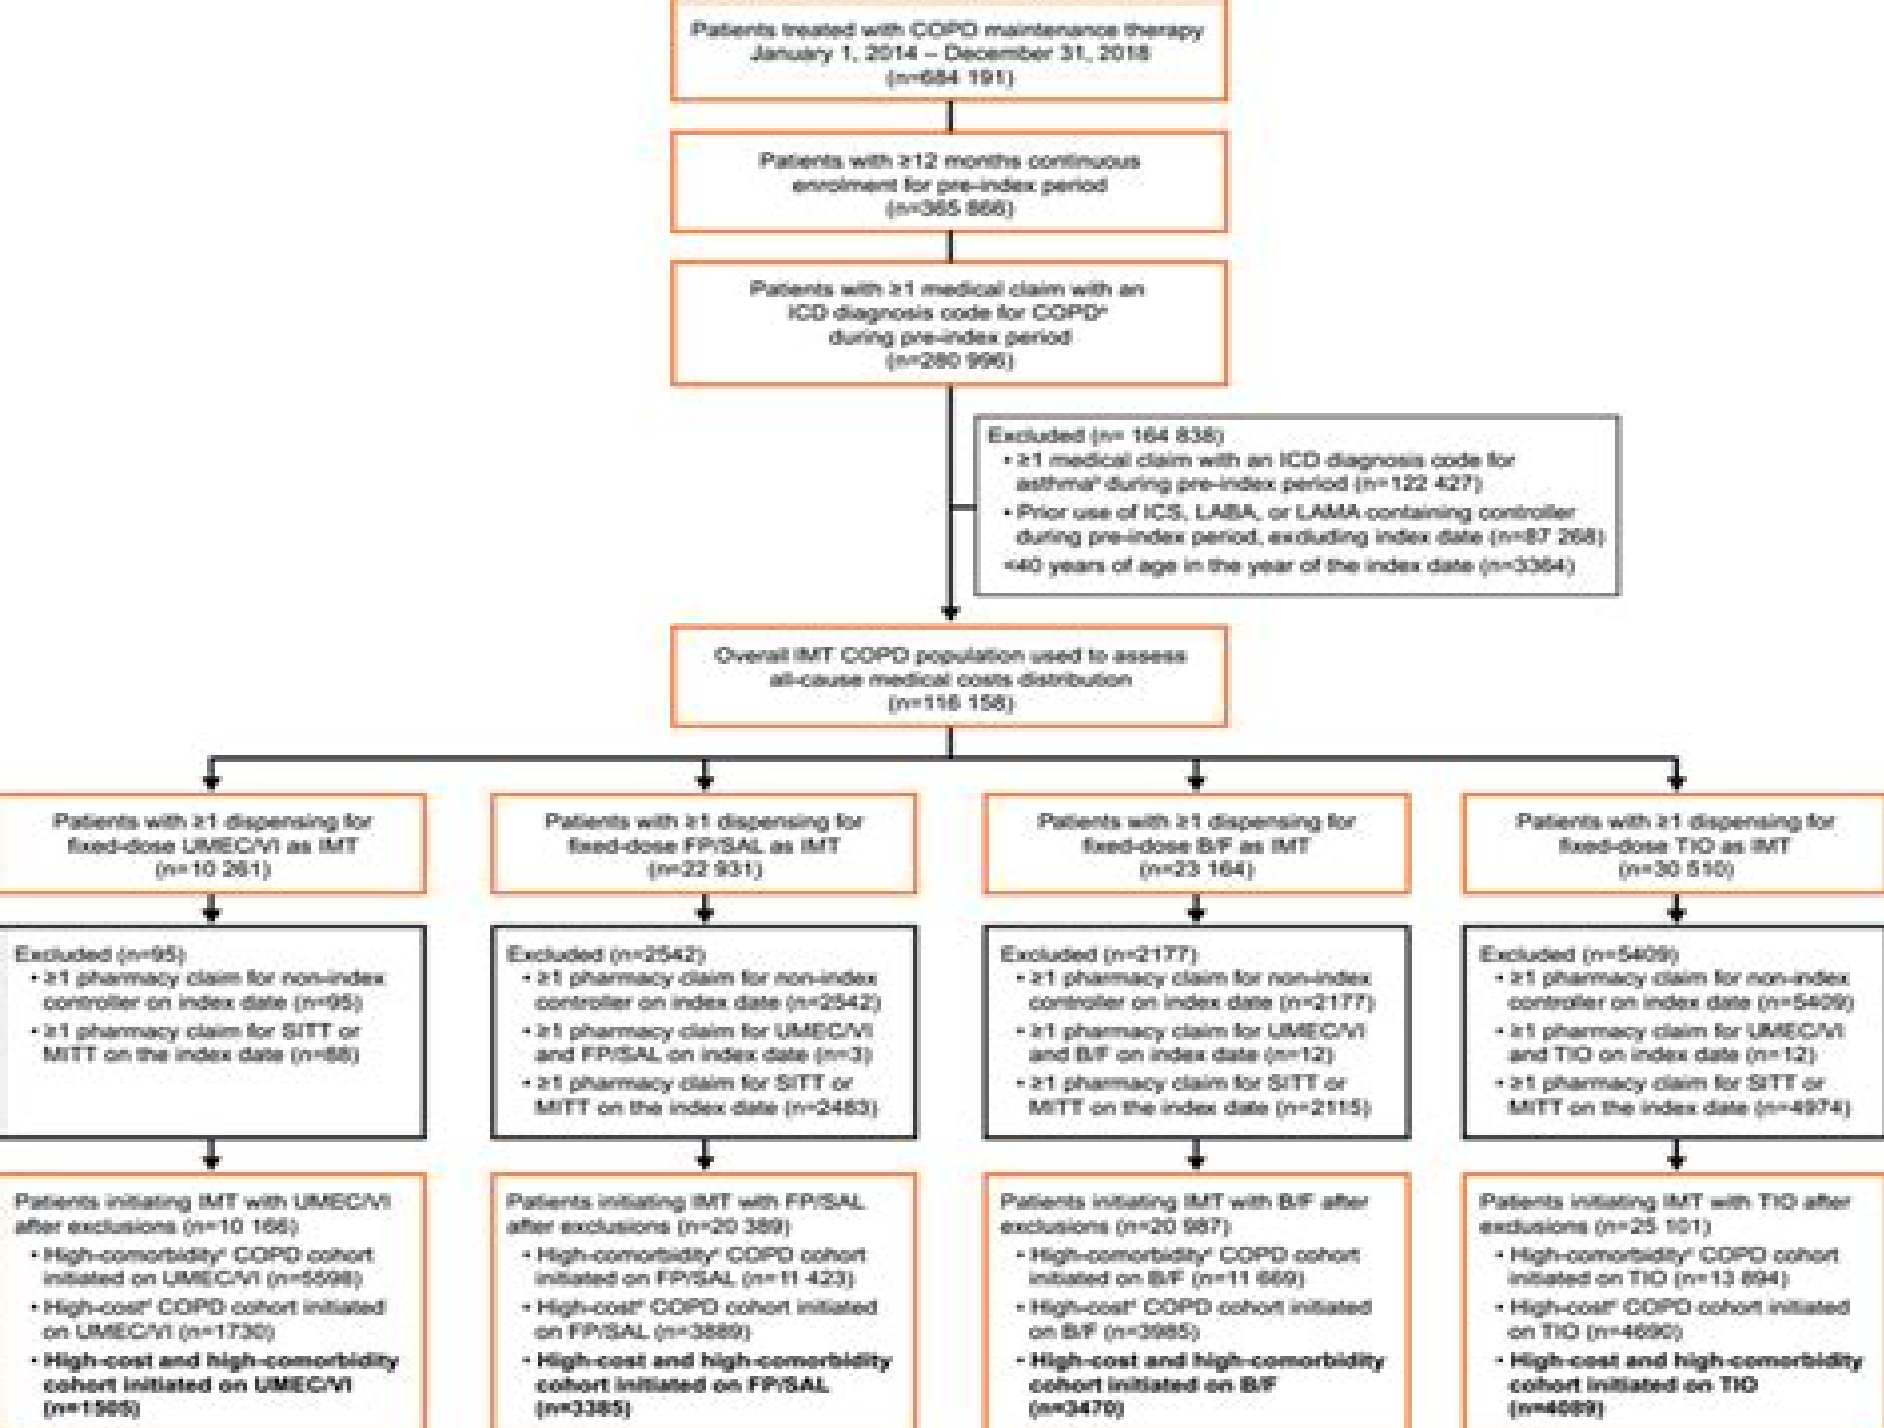 Patients treated with COPD maintenance therapy
January 1, 2014 – December 31, 2018
(n=684 191)
Patients with ≥12 months continuous
enrolment for pre-index period
(n=365 866)
Patients with ≥1 medical claim with an
ICD diagnosis code for COPDᵃ
during pre-index period
(n=280 996)
Excluded (n= 164 838)
• ≥1 medical claim with an ICD diagnosis code for
asthmaᵇ during pre-index period (n=122 427)
• Prior use of ICS, LABA, or LAMA containing controller
during pre-index period, excluding index date (n=87 268)
<40 years of age in the year of the index date (n=3364)
Overall IMT COPD population used to assess
all-cause medical costs distribution
(n=116 158)
Patients with ≥1 dispensing for
fixed-dose UMEC/VI as IMT
(n=10 261)
Excluded (n=95)
• ≥1 pharmacy claim for non-index
controller on index date (n=95)
• ≥1 pharmacy claim for SITT or
MITT on the index date (n=88)
Patients initiating IMT with UMEC/VI
after exclusions (n=10 166)
• High-comorbidityᶜ COPD cohort
initiated on UMEC/VI (n=5598)
• High-costᵈ COPD cohort initiated
on UMEC/VI (n=1730)
• High-cost and high-comorbidity
cohort initiated on UMEC/VI
(n=1505)
Patients with ≥1 dispensing for
fixed-dose FP/SAL as IMT
(n=22 931)
Excluded (n=2542)
• ≥1 pharmacy claim for non-index
controller on index date (n=2542)
• ≥1 pharmacy claim for UMEC/VI
and FP/SAL on index date (n=3)
• ≥1 pharmacy claim for SITT or
MITT on the index date (n=2483)
Patients initiating IMT with FP/SAL
after exclusions (n=20 389)
• High-comorbidityᶜ COPD cohort
initiated on FP/SAL (n=11 423)
• High-costᵈ COPD cohort initiated
on FP/SAL (n=3889)
• High-cost and high-comorbidity
cohort initiated on FP/SAL
(n=3385)
Patients with ≥1 dispensing for
fixed-dose B/F as IMT
(n=23 164)
Excluded (n=2177)
• ≥1 pharmacy claim for non-index
controller on index date (n=2177)
• ≥1 pharmacy claim for UMEC/VI
and B/F on index date (n=12)
• ≥1 pharmacy claim for SITT or
MITT on the index date (n=2115)
Patients initiating IMT with B/F after
exclusions (n=20 987)
• High-comorbidityᶜ COPD cohort
initiated on B/F (n=11 669)
• High-costᵈ COPD cohort initiated
on B/F (n=3985)
• High-cost and high-comorbidity
cohort initiated on B/F
(n=3470)
Patients with ≥1 dispensing for
fixed-dose TIO as IMT
(n=30 510)
Excluded (n=5409)
• ≥1 pharmacy claim for non-index
controller on index date (n=5409)
• ≥1 pharmacy claim for UMEC/VI
and TIO on index date (n=12)
• ≥1 pharmacy claim for SITT or
MITT on the index date (n=4974)
Patients initiating IMT with TIO after
exclusions (n=25 101)
• High-comorbidityᶜ COPD cohort
initiated on TIO (n=13 894)
• High-costᵈ COPD cohort initiated
on TIO (n=4690)
• High-cost and high-comorbidity
cohort initiated on TIO
(n=4089)